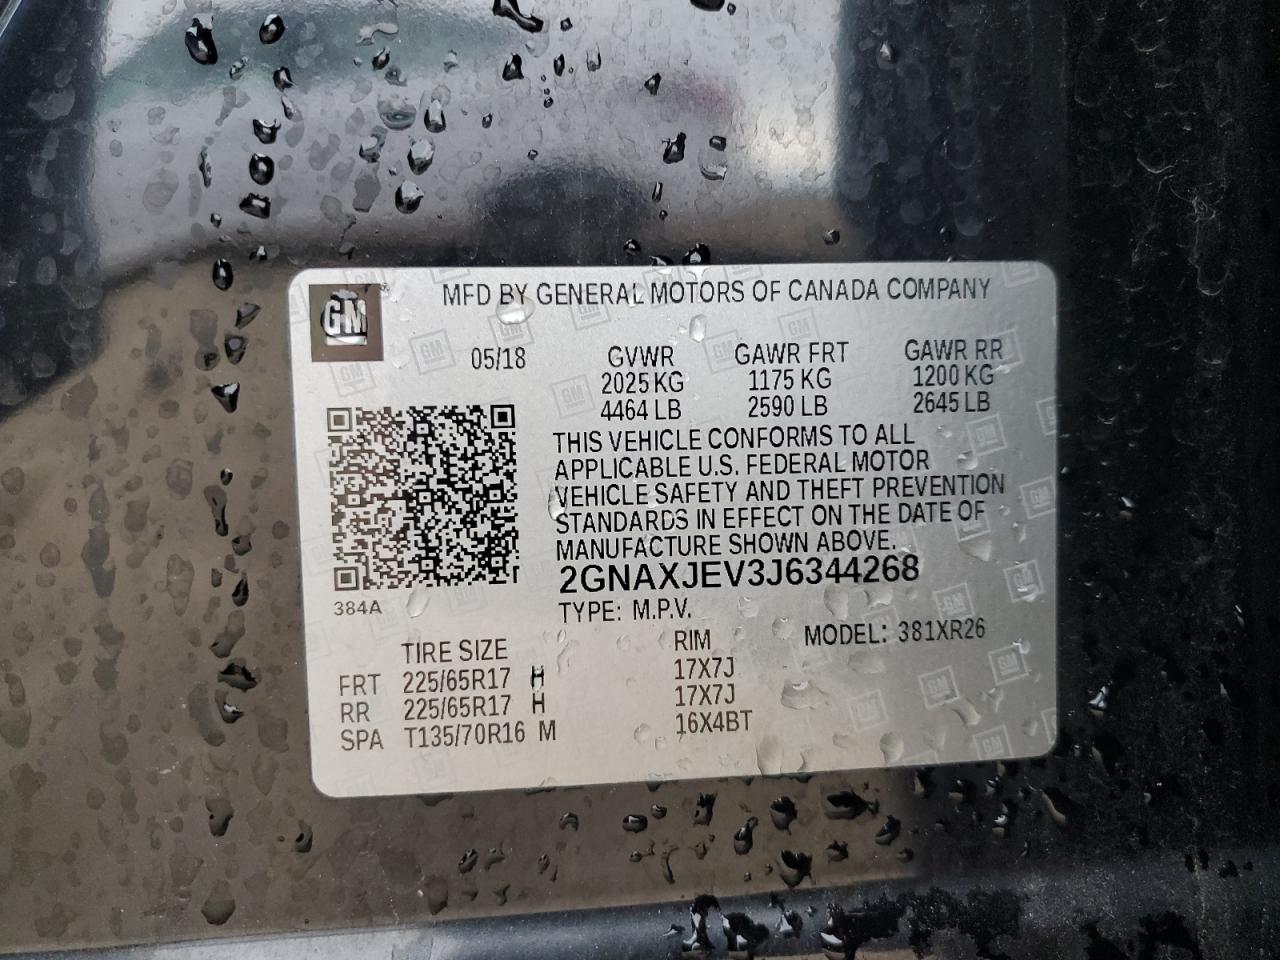 GM
MFD BY GENERAL MOTORS OF CANADA COMPANY
05/18 GVWR GAWR FRT GAWR RR
2025 KG 1175 KG 1200 KG
4464 LB 2590 LB 2645 LB
THIS VEHICLE CONFORMS TO ALL
APPLICABLE U.S. FEDERAL MOTOR
VEHICLE SAFETY AND THEFT PREVENTION
STANDARDS IN EFFECT ON THE DATE OF
MANUFACTURE SHOWN ABOVE.
2GNAXJEV3J6344268
384A
TYPE: M.P.V.
MODEL: 381XR26
TIRE SIZE RIM
FRT 225/65R17 H 17X7J
RR 225/65R17 H 17X7J
SPA T135/70R16 M 16X4BT